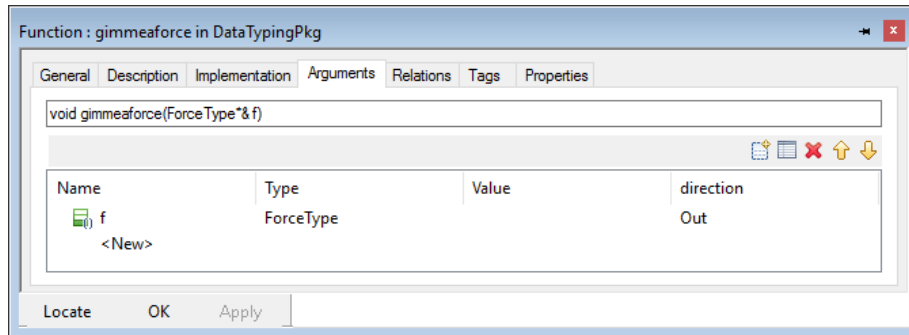 Function : gimmeaforce in DataTypingPkg
General Description Implementation Arguments Relations Tags Properties
void gimmeaforce(ForceType*& f)
Name Type Value direction
f ForceType Out
<New>
Locate OK Apply